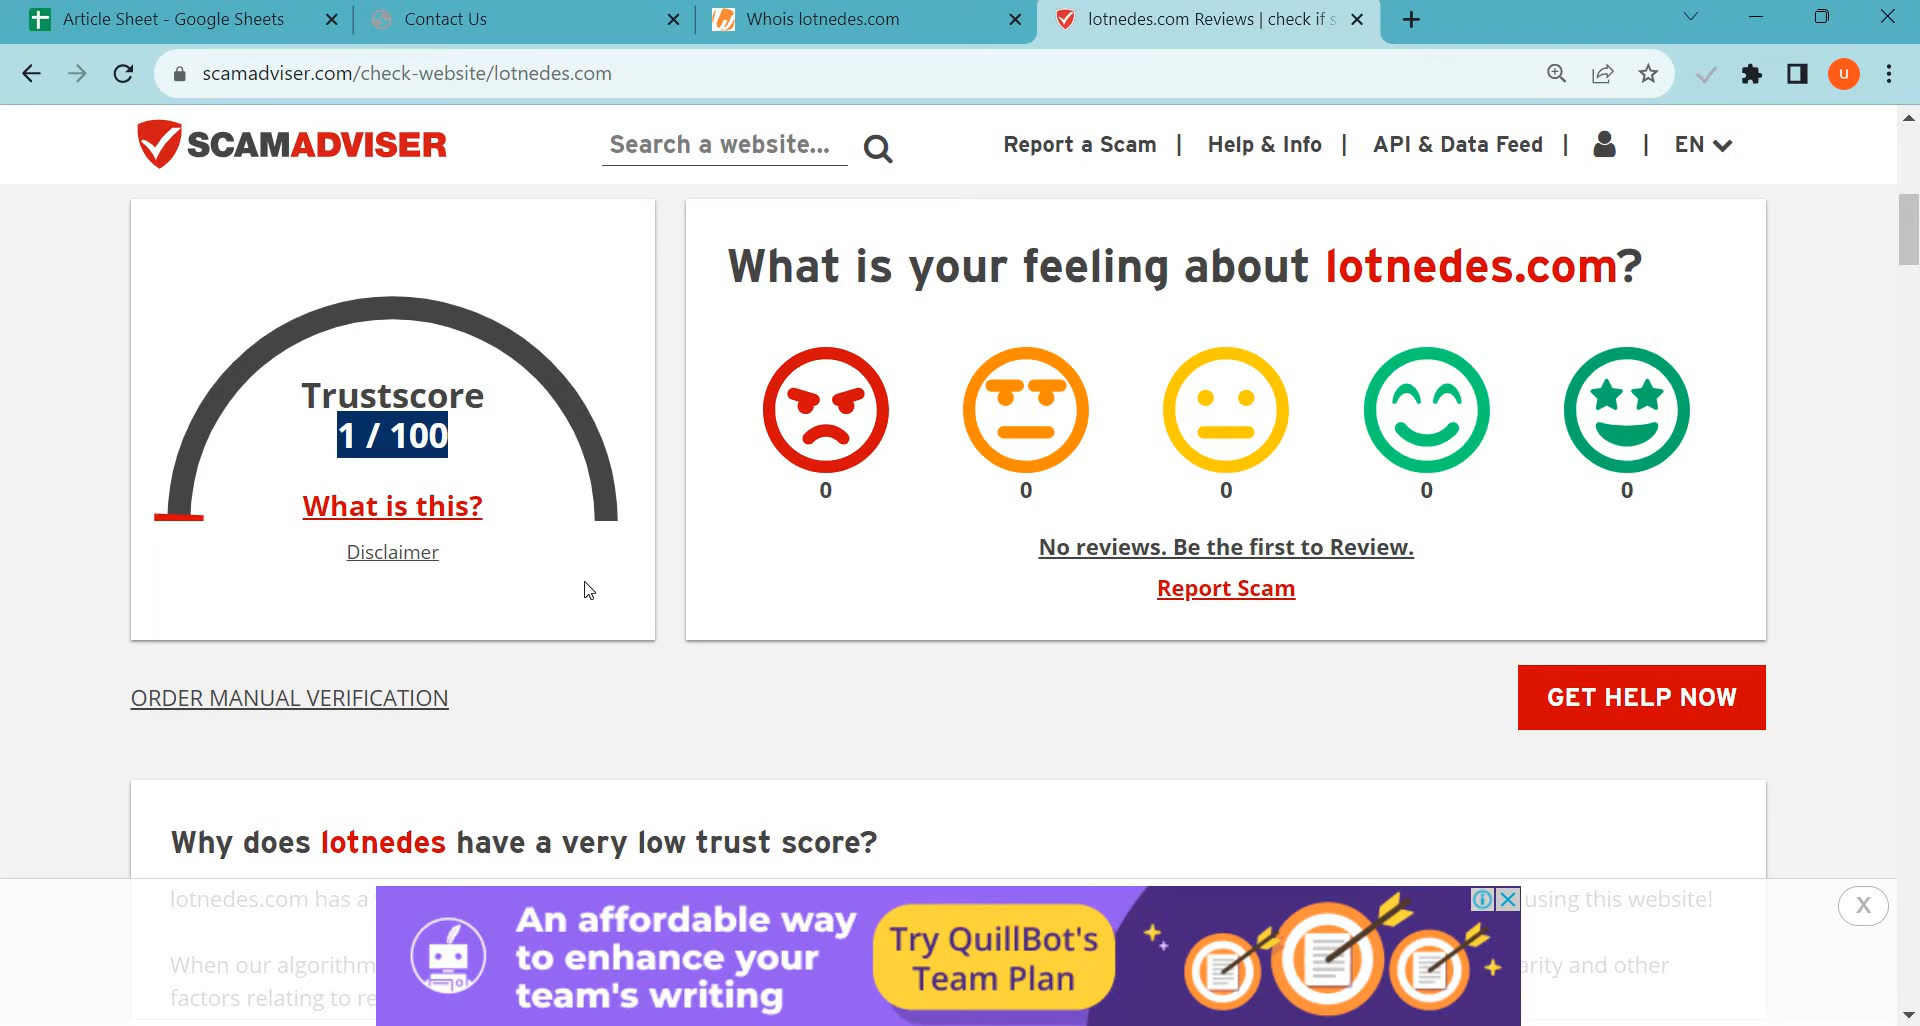 Article Sheet - Google Sheets
Contact Us
Whois lotnedes.com
lotnedes.com Reviews | check if s
scamadviser.com/check-website/lotnedes.com
u
SCAMADVISER
Search a website...
Report a Scam | Help & Info | API & Data Feed | | EN
Trustscore
1 / 100
What is this?
Disclaimer
What is your feeling about lotnedes.com?
0 0 0 0 0
No reviews. Be the first to Review.
Report Scam
ORDER MANUAL VERIFICATION
GET HELP NOW
Why does lotnedes have a very low trust score?
lotnedes.com has a
using this website!
X
When our algorithm
arity and other
factors relating to re
An affordable way
to enhance your
team's writing
Try QuillBot's
Team Plan